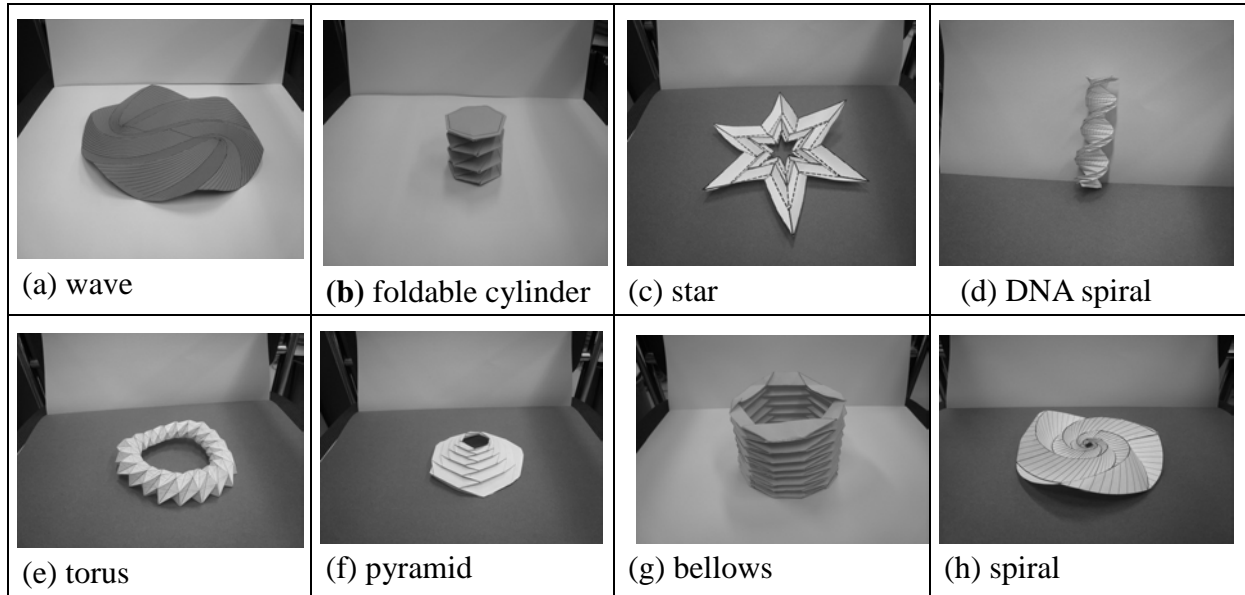 (a) wave
(b) foldable cylinder
(c) star
(d) DNA spiral
(e) torus
(f) pyramid
(g) bellows
(h) spiral